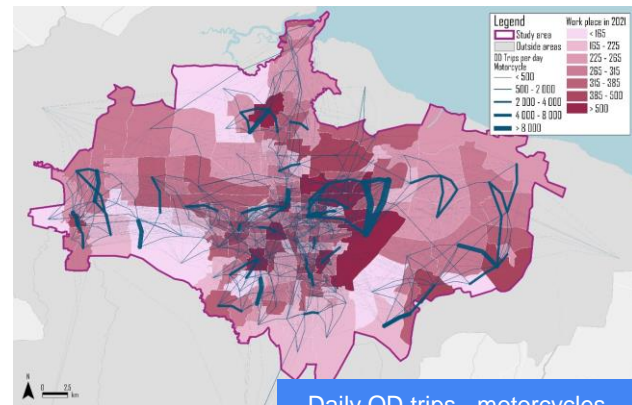 Legend
Study area
Outside areas
OD Trips per day
Motorcycle
< 500
500 - 2 000
2 000 - 4 000
4 000 - 8 000
> 8 000
Work place in 2021
< 165
165 - 225
225 - 265
265 - 315
315 - 385
385 - 500
> 500
N
0 2.5
km
Daily OD trips - motorcycles